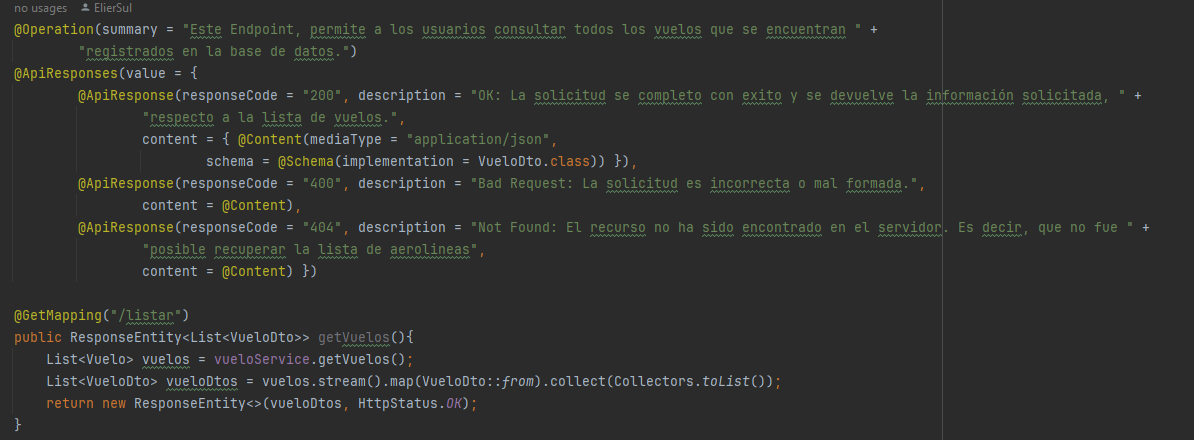 no usages   ElierSul
@Operation(summary = "Este Endpoint, permite a los usuarios consultar todos los vuelos que se encuentran " +
        "registrados en la base de datos.")
@ApiResponses(value = {
        @ApiResponse(responseCode = "200", description = "OK: La solicitud se completo con exito y se devuelve la información solicitada, " +
                "respecto a la lista de vuelos.",
                content = { @Content(mediaType = "application/json",
                        schema = @Schema(implementation = VueloDto.class)) }),
        @ApiResponse(responseCode = "400", description = "Bad Request: La solicitud es incorrecta o mal formada.",
                content = @Content),
        @ApiResponse(responseCode = "404", description = "Not Found: El recurso no ha sido encontrado en el servidor. Es decir, que no fue " +
                "posible recuperar la lista de aerolineas",
                content = @Content) })
@GetMapping("/listar")
public ResponseEntity<List<VueloDto>> getVuelos(){
    List<Vuelo> vuelos = vueloService.getVuelos();
    List<VueloDto> vueloDtos = vuelos.stream().map(VueloDto::from).collect(Collectors.toList());
    return new ResponseEntity<>(vueloDtos, HttpStatus.OK);
}